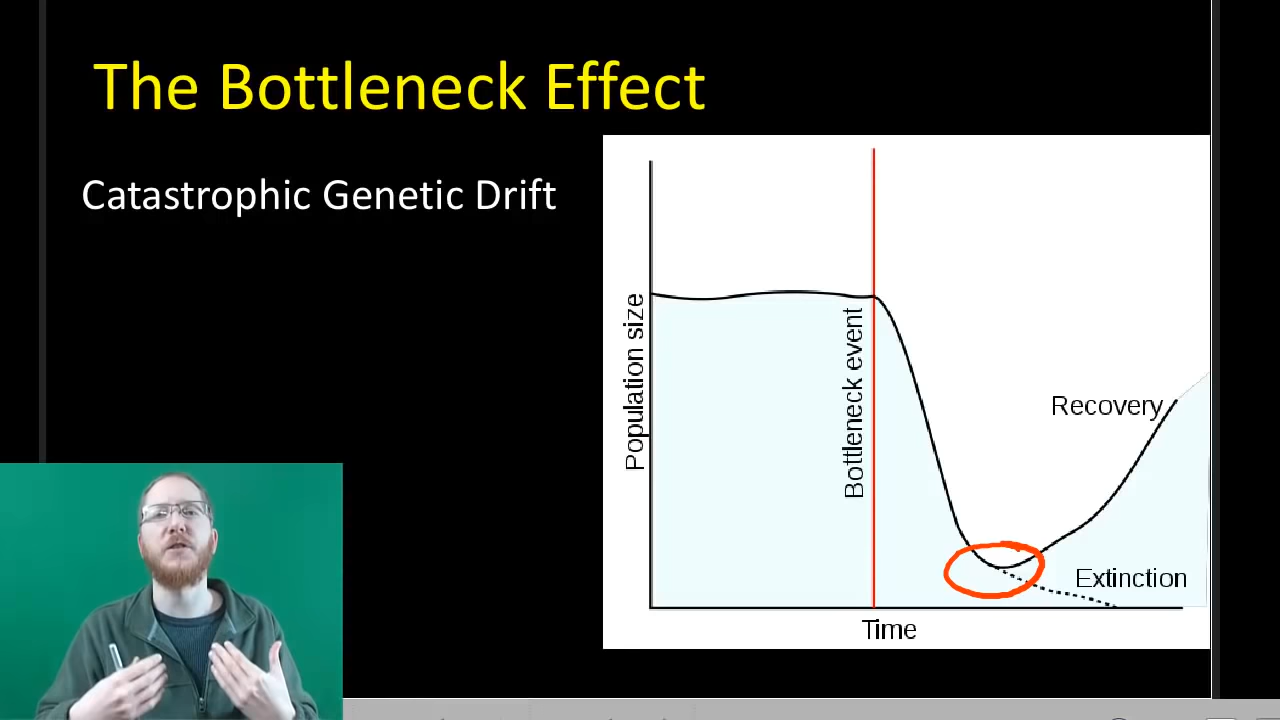 The Bottleneck Effect
Catastrophic Genetic Drift
Population size
Bottleneck event
Recovery
Extinction
Time